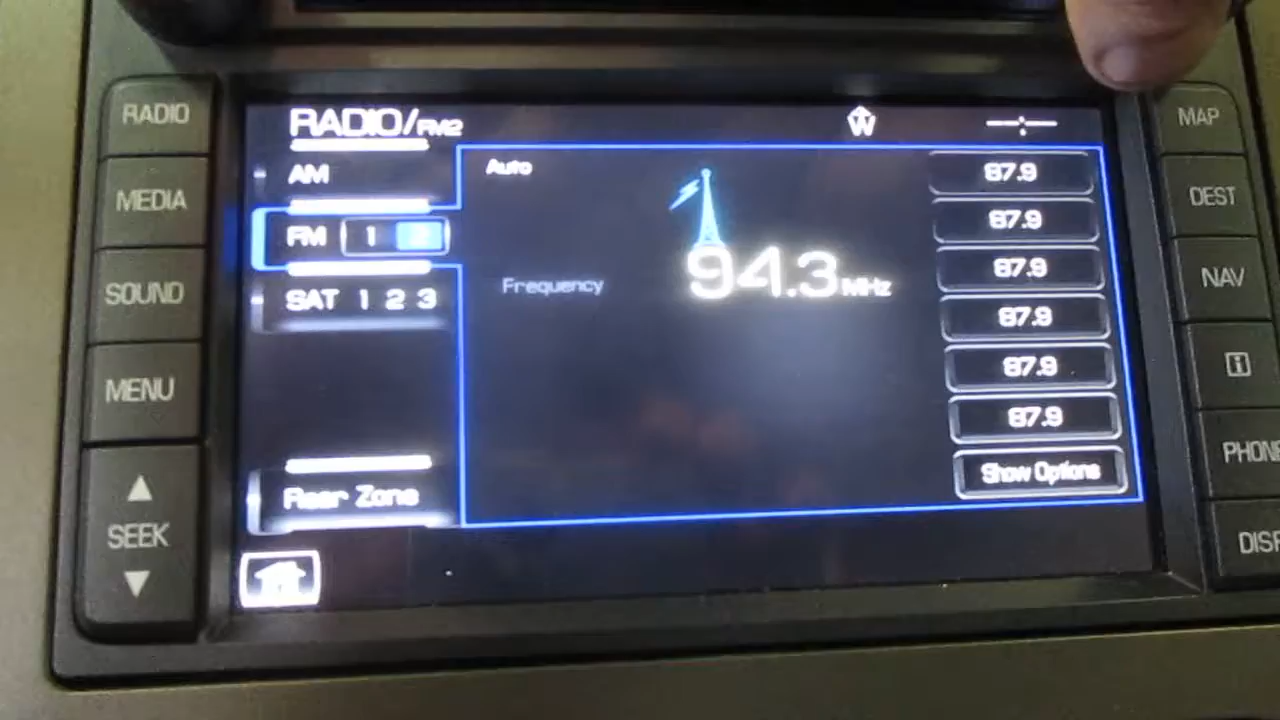 RADIO
MEDIA
SOUND
MENU
SEEK
RADIO/FM2
W
AM
FM 1 2
SAT 1 2 3
Rear Zone
Auto
Frequency
94.3 MHz
87.9
87.9
87.9
87.9
87.9
87.9
Show Options
MAP
DEST
NAV
i
PHONE
DISP